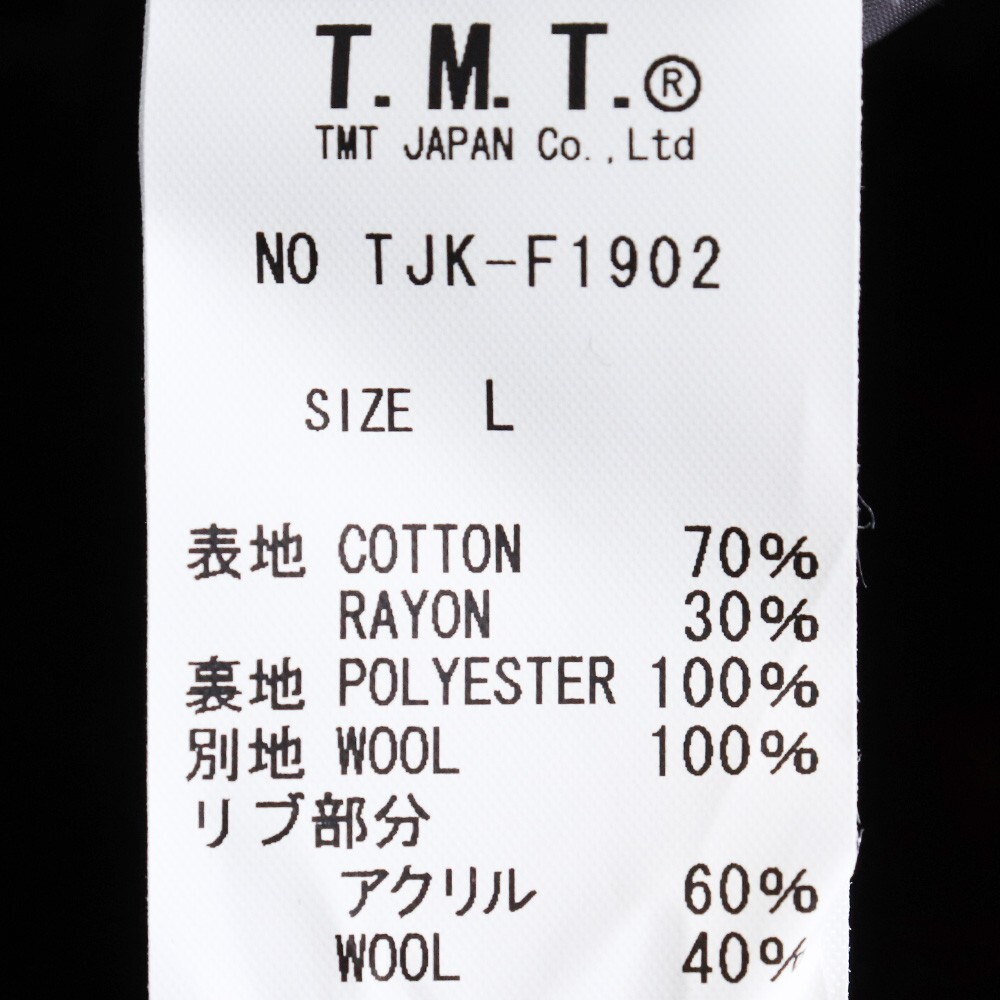 T.M.T.®
TMT JAPAN Co.,Ltd
NO TJK-F1902
SIZE L
表地 COTTON 70%
RAYON 30%
裏地 POLYESTER 100%
別地 WOOL 100%
リブ部分
アクリル 60%
WOOL 40%